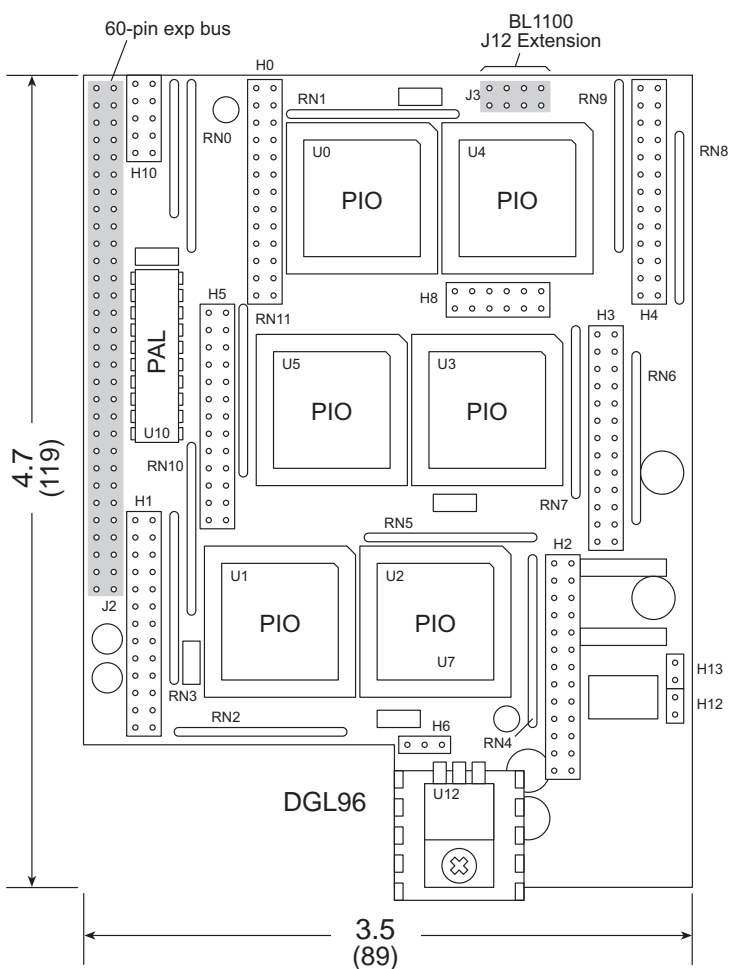 60-pin exp bus
BL1100
J12 Extension
H0
J3
RN1
RN9
RN0
RN8
U0
PIO
U4
PIO
H10
H8
H5
RN11
H3
H4
PAL
U10
U5
PIO
U3
PIO
RN6
4.7
(119)
RN10
RN7
H1
RN5
H2
U1
PIO
U2
PIO
U7
J2
H13
H12
RN3
RN2
H6
RN4
DGL96
U12
3.5
(89)